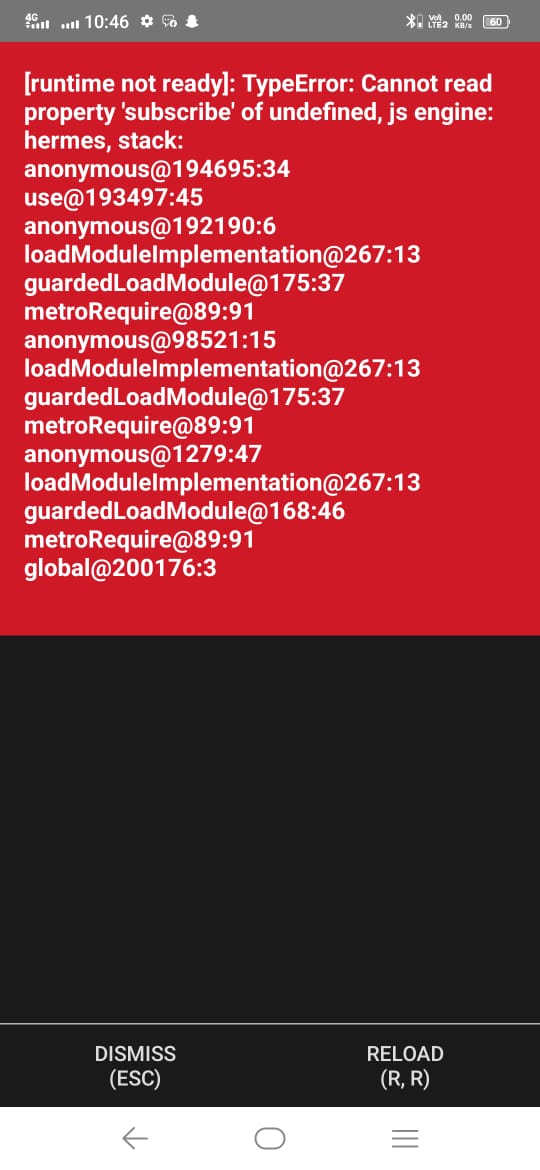 4G 10:46 Vo) LTE2 0.00 KB/s 60
[runtime not ready]: TypeError: Cannot read
property 'subscribe' of undefined, js engine:
hermes, stack:
anonymous@194695:34
use@193497:45
anonymous@192190:6
loadModuleImplementation@267:13
guardedLoadModule@175:37
metroRequire@89:91
anonymous@98521:15
loadModuleImplementation@267:13
guardedLoadModule@175:37
metroRequire@89:91
anonymous@1279:47
loadModuleImplementation@267:13
guardedLoadModule@168:46
metroRequire@89:91
global@200176:3
DISMISS
(ESC)
RELOAD
(R, R)